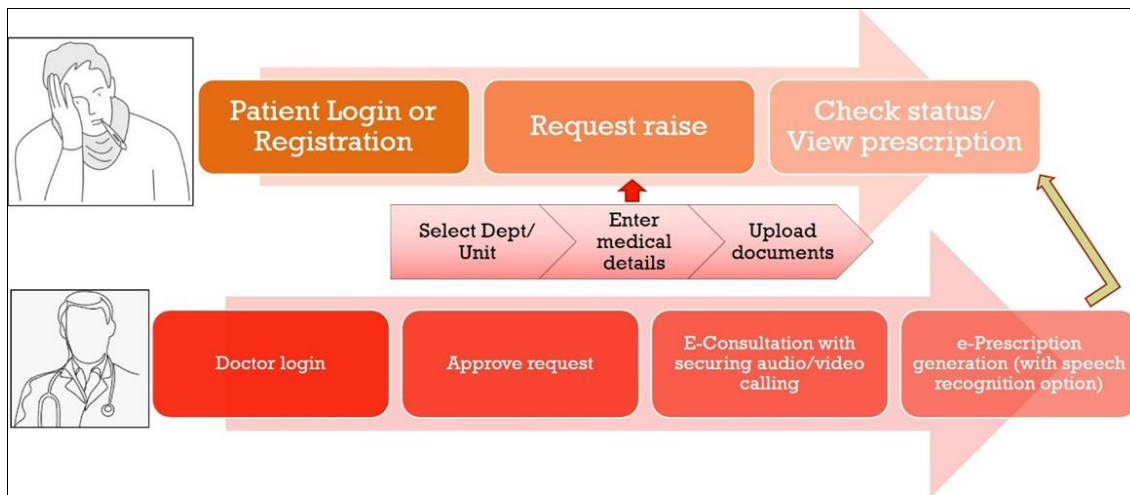 Patient Login or
Registration
Request raise
Check status/
View prescription
Select Dept/
Unit
Enter
medical
details
Upload
documents
Doctor login
Approve request
E-Consultation with
securing audio/video
calling
e-Prescription
generation (with speech
recognition option)